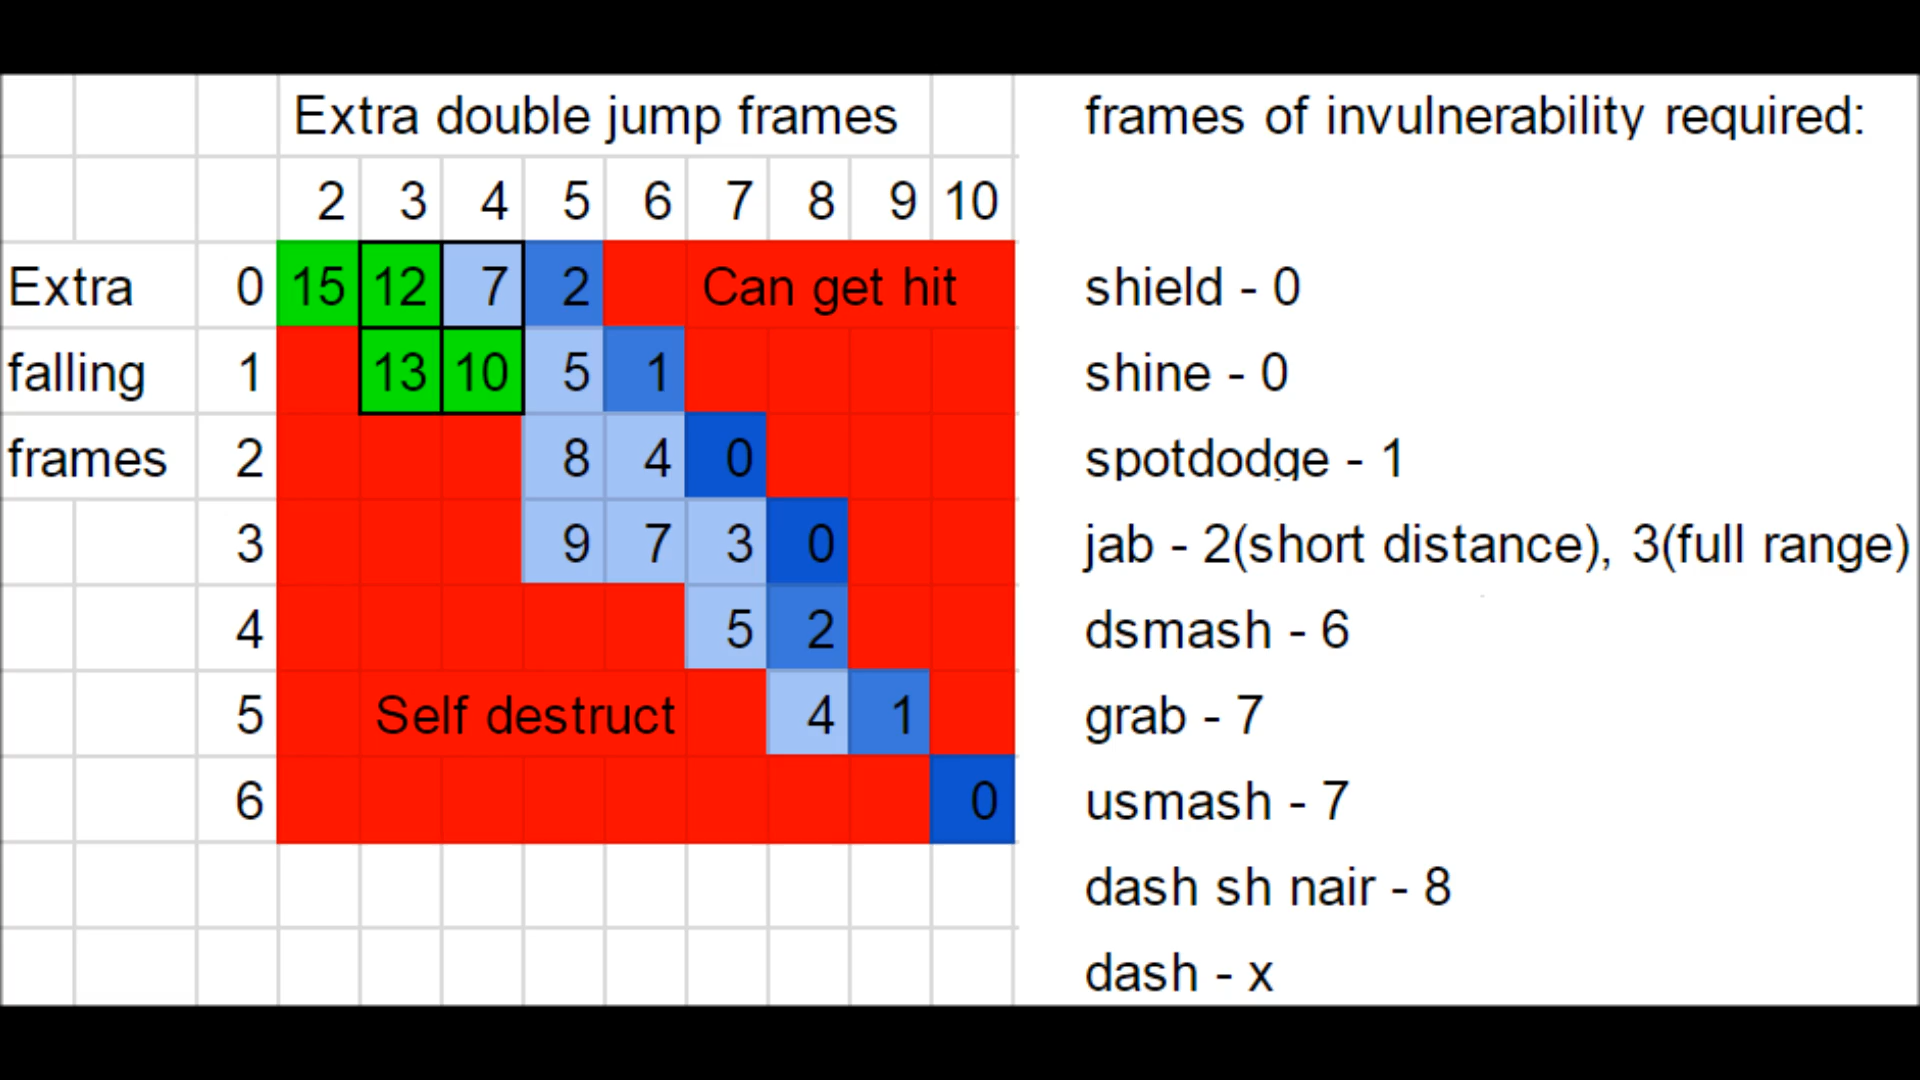 Extra double jump frames frames of invulnerability required:
2 3 4 5 6 7 8 9 10
Extra 0 15 12 7 2 Can get hit shield - 0
falling 1 13 10 5 1 shine - 0
frames 2 8 4 0 spotdodge - 1
3 9 7 3 0 jab - 2(short distance), 3(full range)
4 5 2 dsmash - 6
5 Self destruct 4 1 grab - 7
6 0 usmash - 7
dash sh nair - 8
dash - x